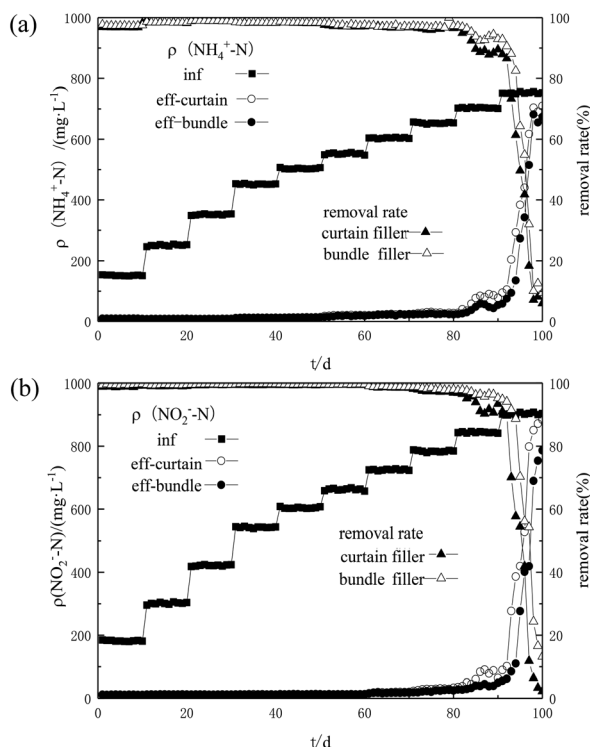 (a)
1000
800
600
400
200
0
ρ (NH₄⁺-N) /(mg·L⁻¹)
100
80
60
40
20
0
removal rate(%)
ρ (NH₄⁺-N)
inf
eff-curtain
eff-bundle
removal rate
curtain filler
bundle filler
0 20 40 60 80 100
t/d
(b)
1000
800
600
400
200
0
ρ(NO₂⁻-N)/(mg·L⁻¹)
100
80
60
40
20
0
removal rate(%)
ρ (NO₂⁻-N)
inf
eff-curtain
eff-bundle
removal rate
curtain filler
bundle filler
0 20 40 60 80 100
t/d